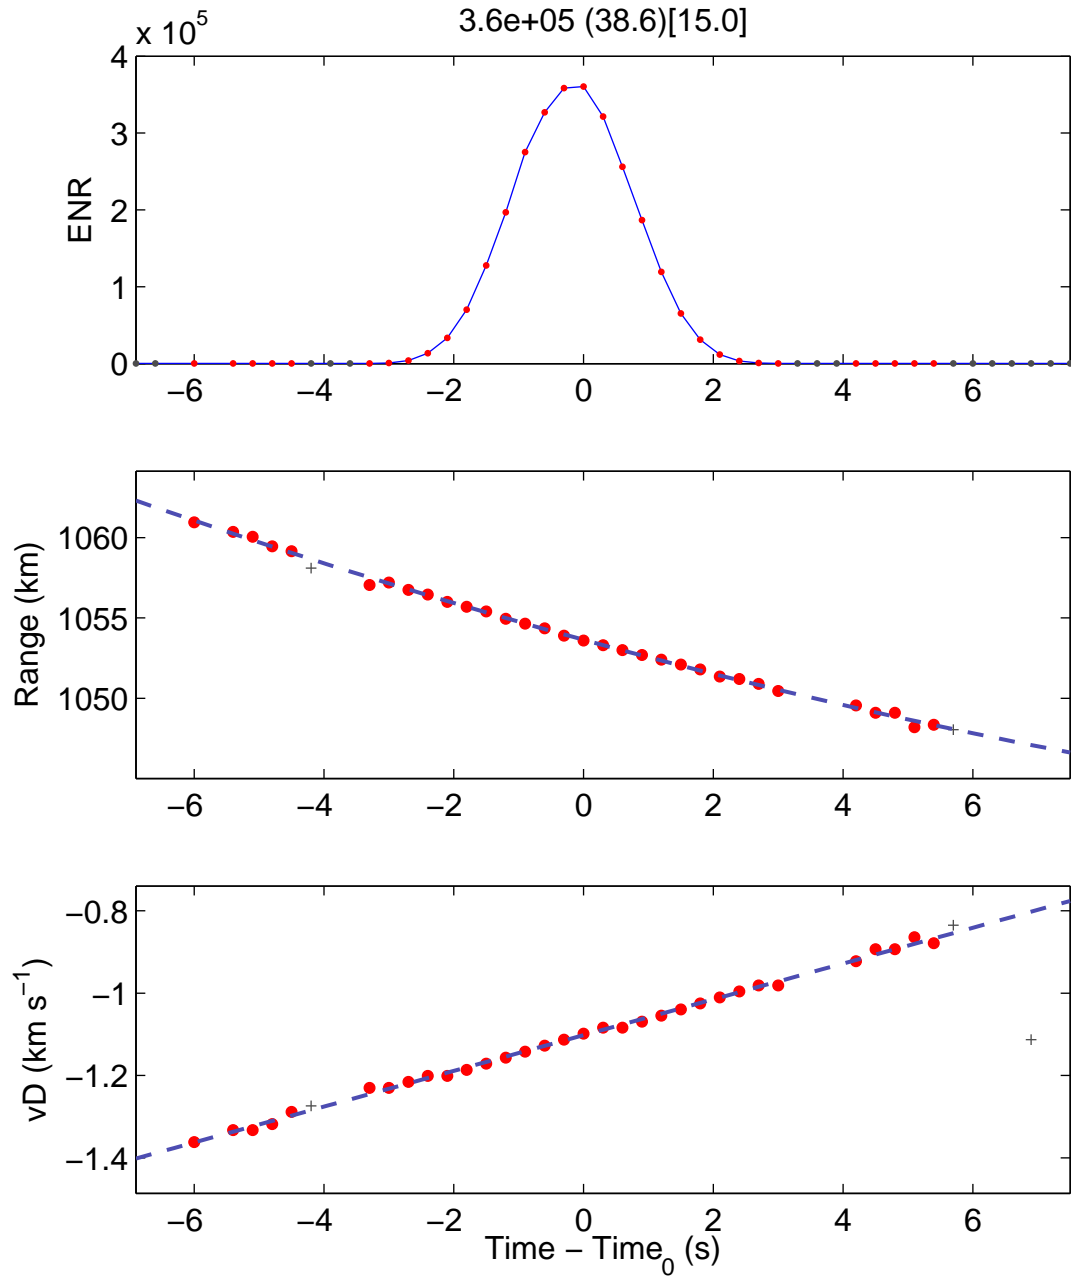 3.6e+05 (38.6)[15.0]
x 10^5
4
3
2
1
0
ENR
−6 −4 −2 0 2 4 6
1060
1055
1050
Range (km)
−6 −4 −2 0 2 4 6
−0.8
−1
−1.2
−1.4
vD (km s^−1)
−6 −4 −2 0 2 4 6
Time − Time_0 (s)